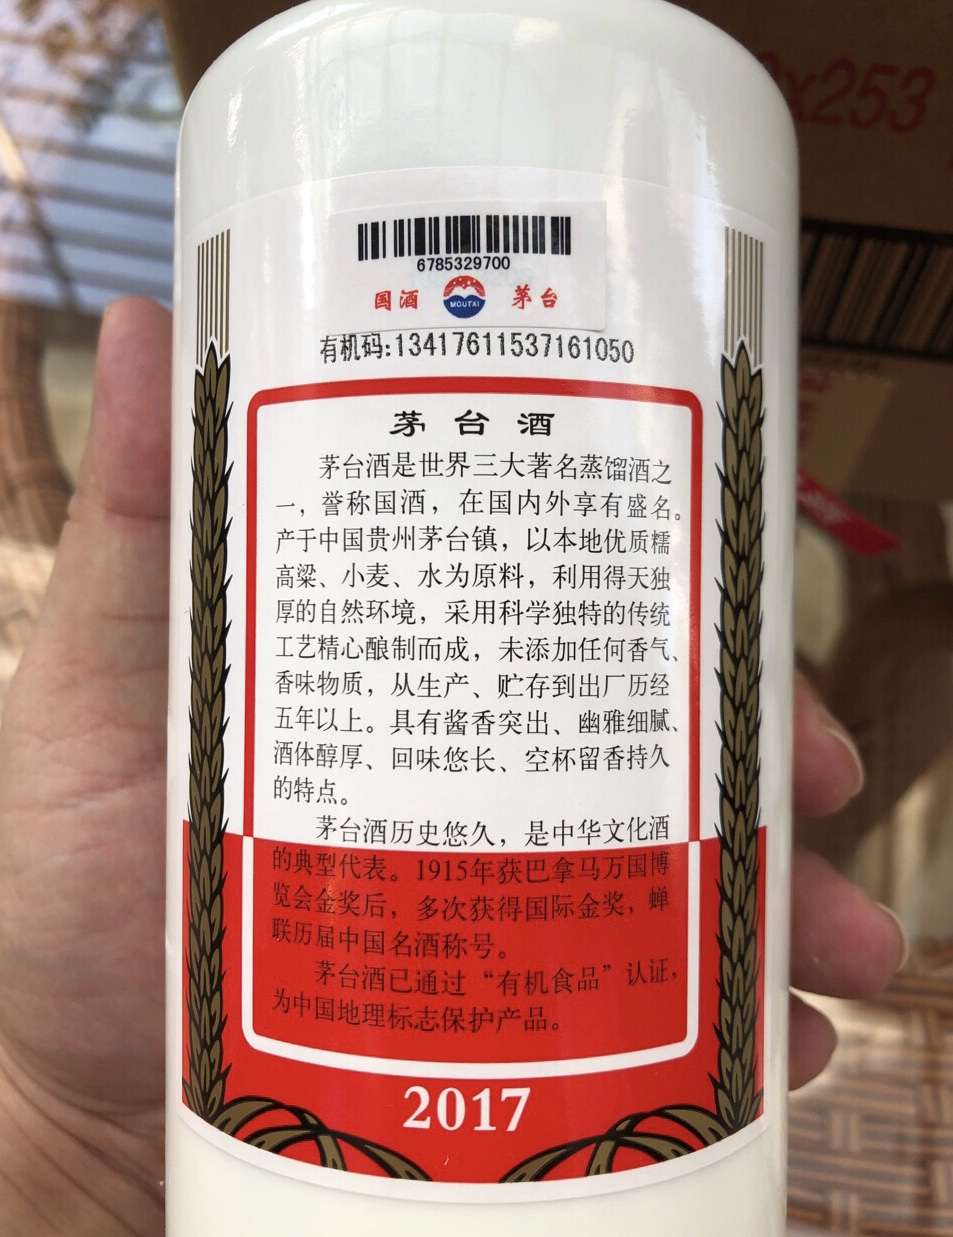 x253
6785329700
国酒 MOUTAI 茅台
有机码:13417611537161050
茅台酒
茅台酒是世界三大著名蒸馏酒之
一，誉称国酒，在国内外享有盛名。
产于中国贵州茅台镇，以本地优质糯
高粱、小麦、水为原料，利用得天独
厚的自然环境，采用科学独特的传统
工艺精心酿制而成，未添加任何香气、
香味物质，从生产、贮存到出厂历经
五年以上。具有酱香突出、幽雅细腻、
酒体醇厚、回味悠长、空杯留香持久
的特点。
茅台酒历史悠久，是中华文化酒
的典型代表。1915年获巴拿马万国博
览会金奖后，多次获得国际金奖，蝉
联历届中国名酒称号。
茅台酒已通过“有机食品”认证，
为中国地理标志保护产品。
2017